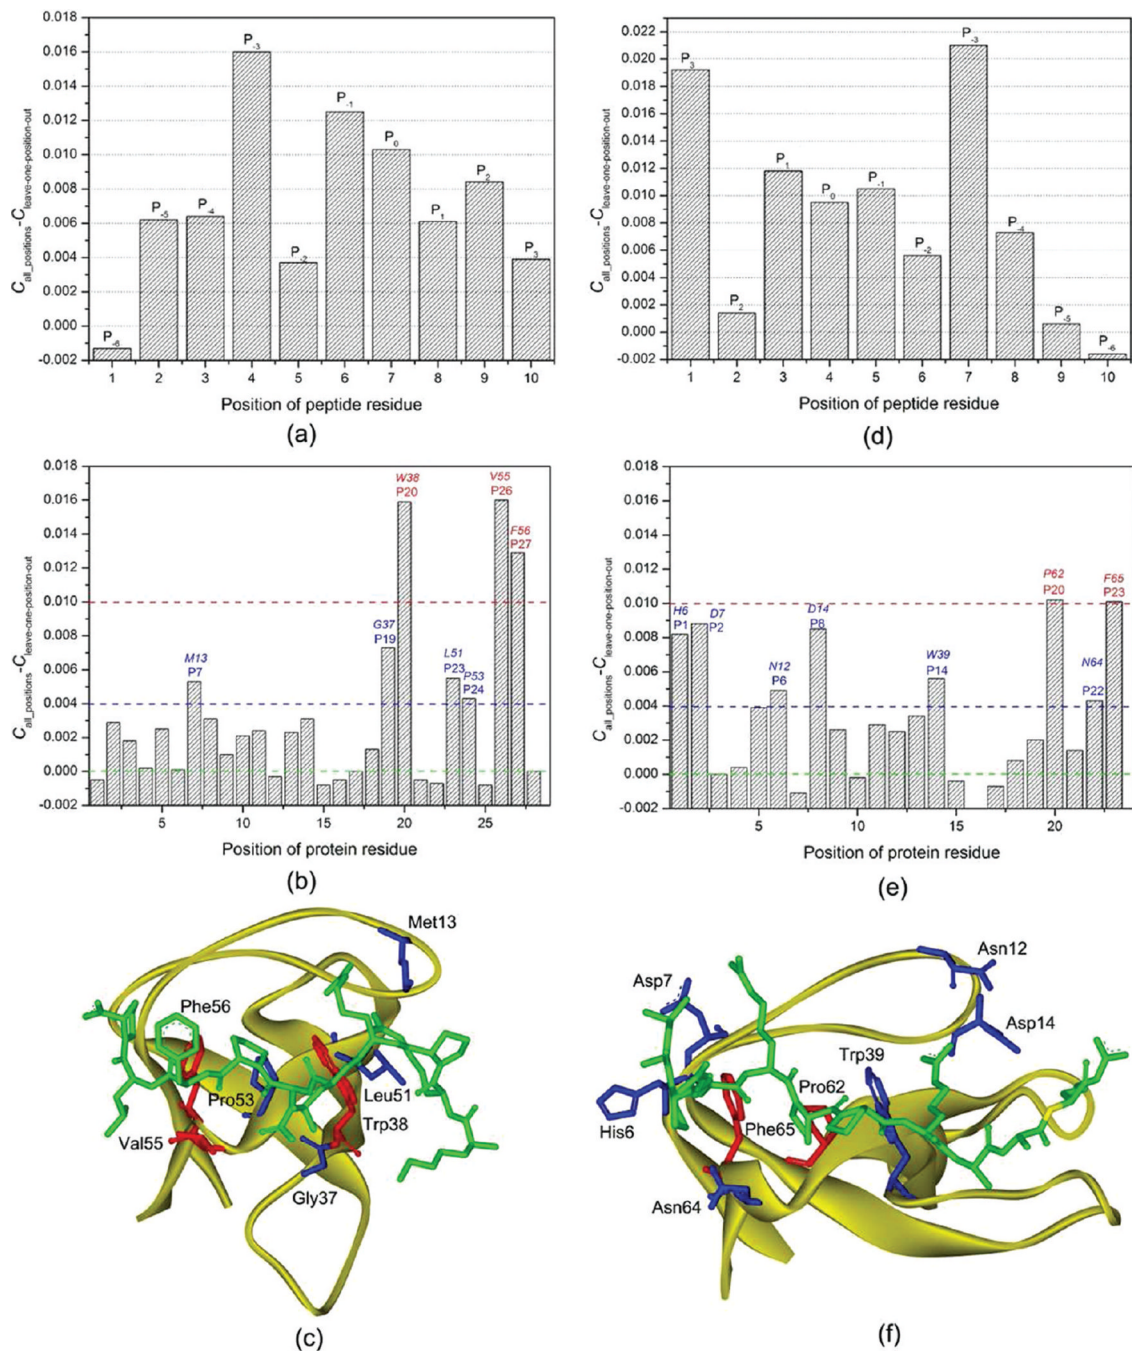 0.018
0.016
0.014
0.012
0.010
0.008
0.006
0.004
0.002
0.000
-0.002
C all_positions-C leave-one-position-out
P-6
P-5
P-4
P-3
P-2
P-1
P0
P1
P2
P3
1 2 3 4 5 6 7 8 9 10
Position of peptide residue
(a)
0.022
0.020
0.018
0.016
0.014
0.012
0.010
0.008
0.006
0.004
0.002
0.000
-0.002
C all_positions-C leave-one-position-out
P3
P2
P1
P0
P-1
P-2
P-3
P-4
P-5
P-6
1 2 3 4 5 6 7 8 9 10
Position of peptide residue
(d)
0.018
0.016
0.014
0.012
0.010
0.008
0.006
0.004
0.002
0.000
-0.002
C all_positions-C leave-one-position-out
M13
P7
G37
P19
W38
P20
L51
P23
P53
P24
V55
P26
F56
P27
5 10 15 20 25
Position of protein residue
(b)
0.018
0.016
0.014
0.012
0.010
0.008
0.006
0.004
0.002
0.000
-0.002
C all_positions-C leave-one-position-out
H6
P1
D7
P2
N12
P6
D14
P8
W39
P14
P62
P20
N64
P22
F65
P23
5 10 15 20
Position of protein residue
(e)
Met13
Phe56
Pro53
Leu51
Val55
Trp38
Gly37
(c)
Asn12
Asp7
Asp14
Trp39
Pro62
His6
Phe65
Asn64
(f)